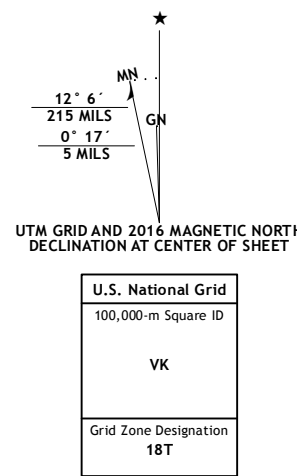 ★
MN
GN
12° 6´
215 MILS
0° 17´
5 MILS
UTM GRID AND 2016 MAGNETIC NORTH
DECLINATION AT CENTER OF SHEET
U.S. National Grid
100,000-m Square ID
VK
Grid Zone Designation
18T